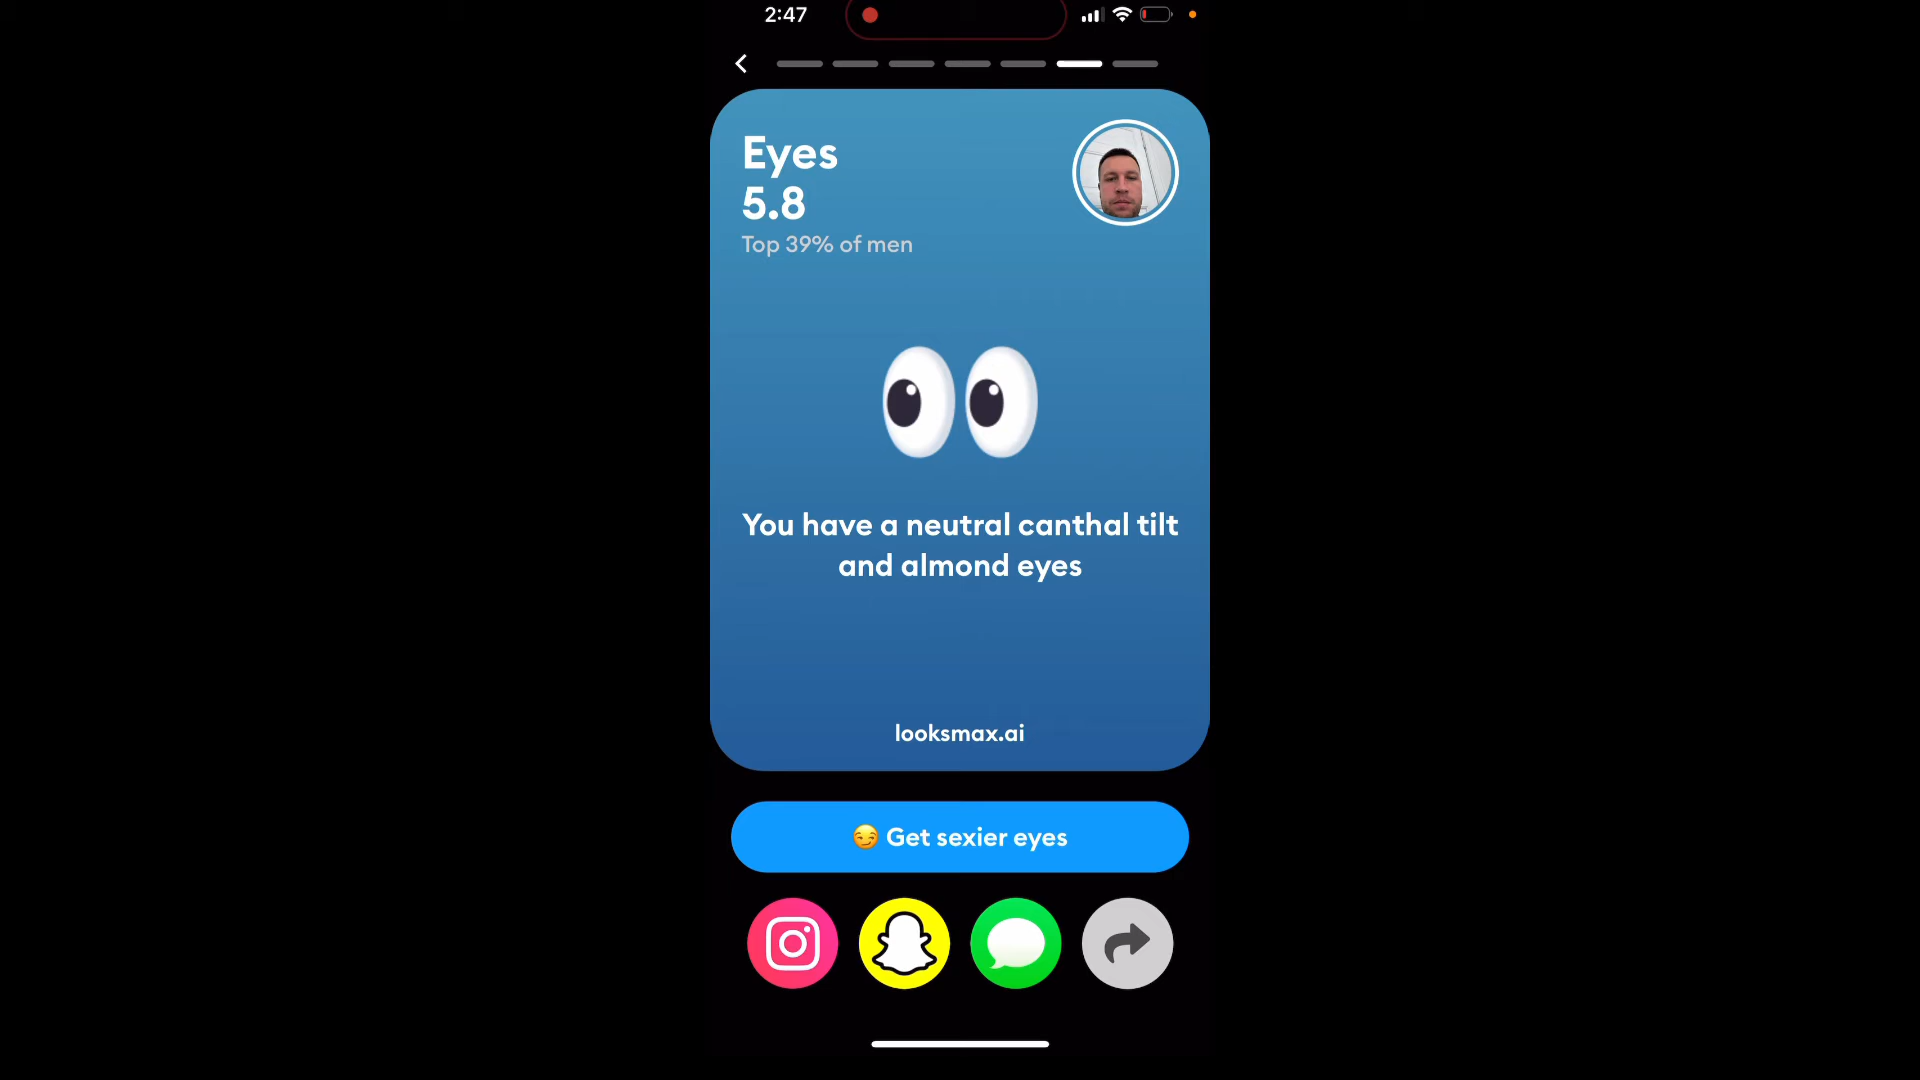 2:47
Eyes
5.8
Top 39% of men
You have a neutral canthal tilt
and almond eyes
looksmax.ai
😏 Get sexier eyes